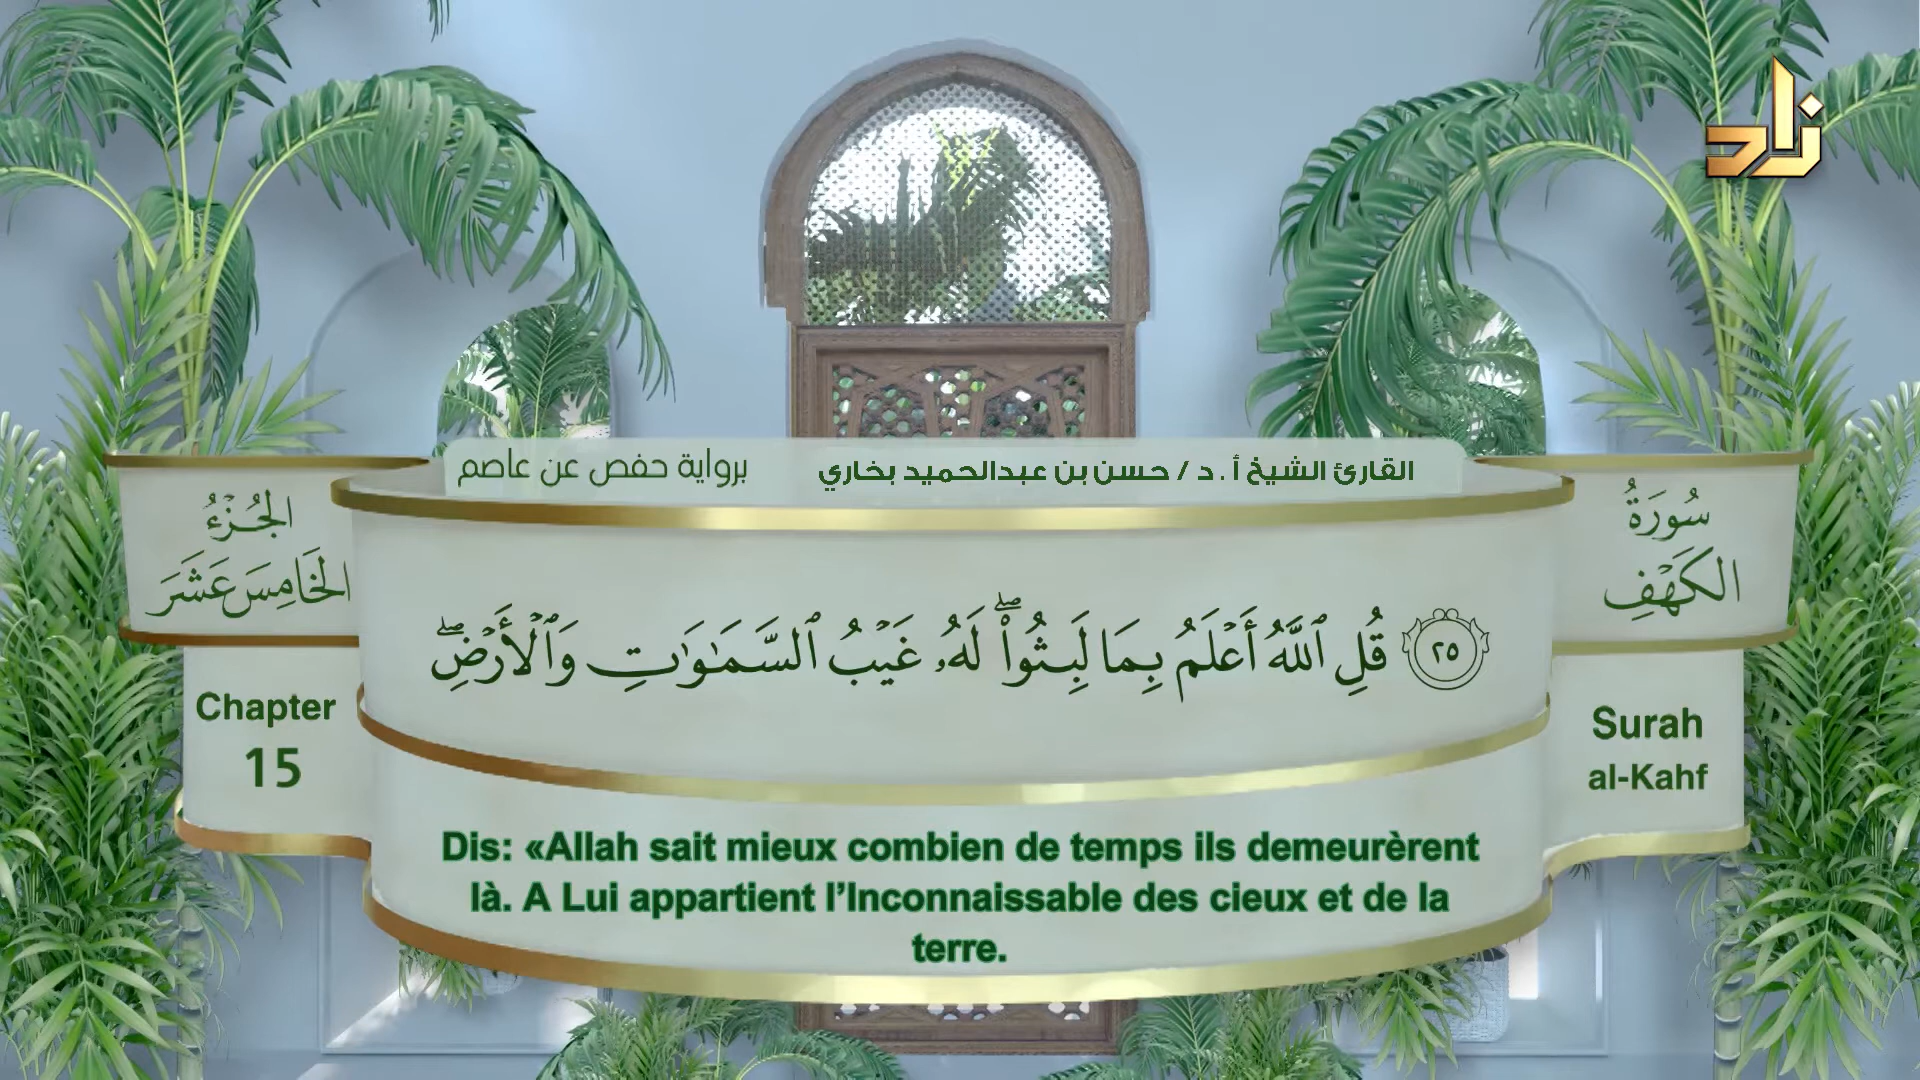 زاد
القارئ الشيخ أ . د / حسن بن عبدالحميد بخاري
برواية حفص عن عاصم
سُورَةُ
الكَهْفِ
الجُزْءُ
الخَامِسَ عَشَرَ
٢٥ قُلِ ٱللَّهُ أَعْلَمُ بِمَا لَبِثُوا۟ۖ لَهُۥ غَيْبُ ٱلسَّمَٰوَٰتِ وَٱلْأَرْضِۖ
Chapter
15
Surah
al-Kahf
Dis: «Allah sait mieux combien de temps ils demeurèrent
là. A Lui appartient l’Inconnaissable des cieux et de la
terre.